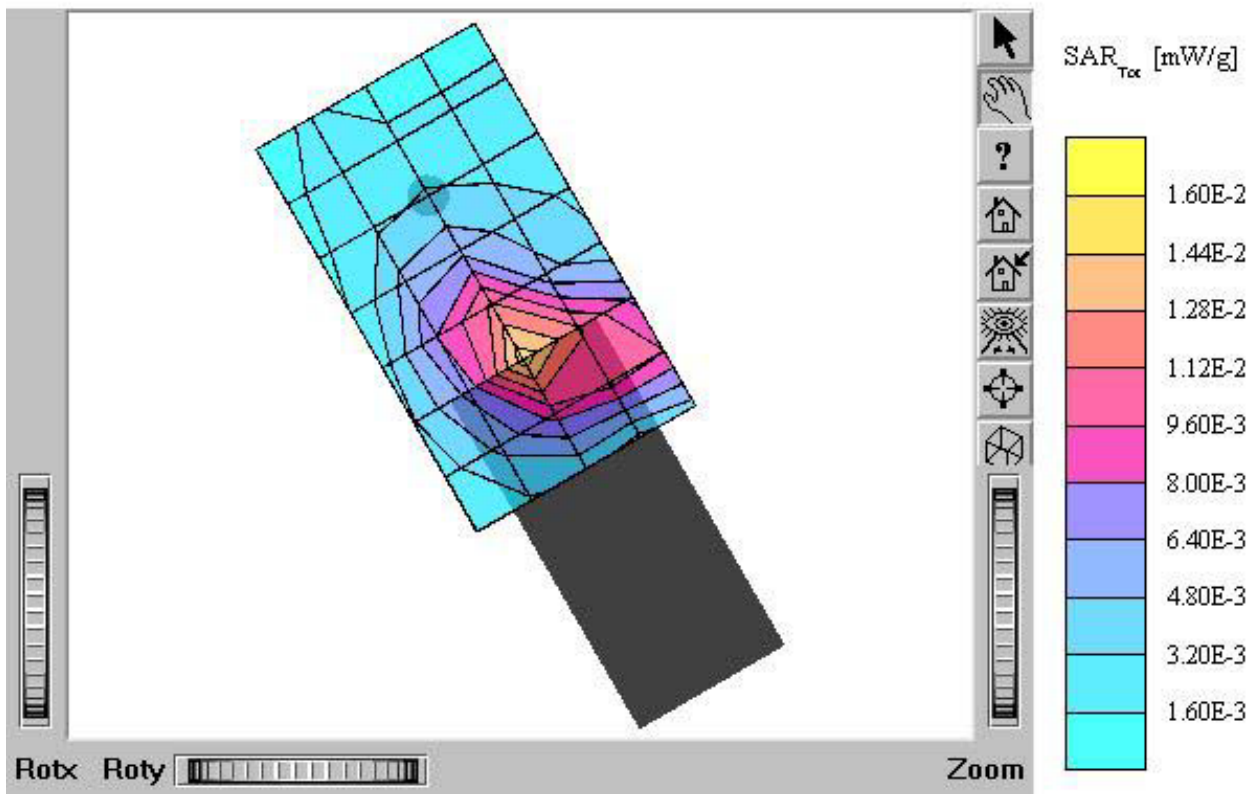 SAR_Tot [mW/g]
?
1.60E-2
1.44E-2
1.28E-2
1.12E-2
9.60E-3
8.00E-3
6.40E-3
4.80E-3
3.20E-3
1.60E-3
Rotx Roty Zoom